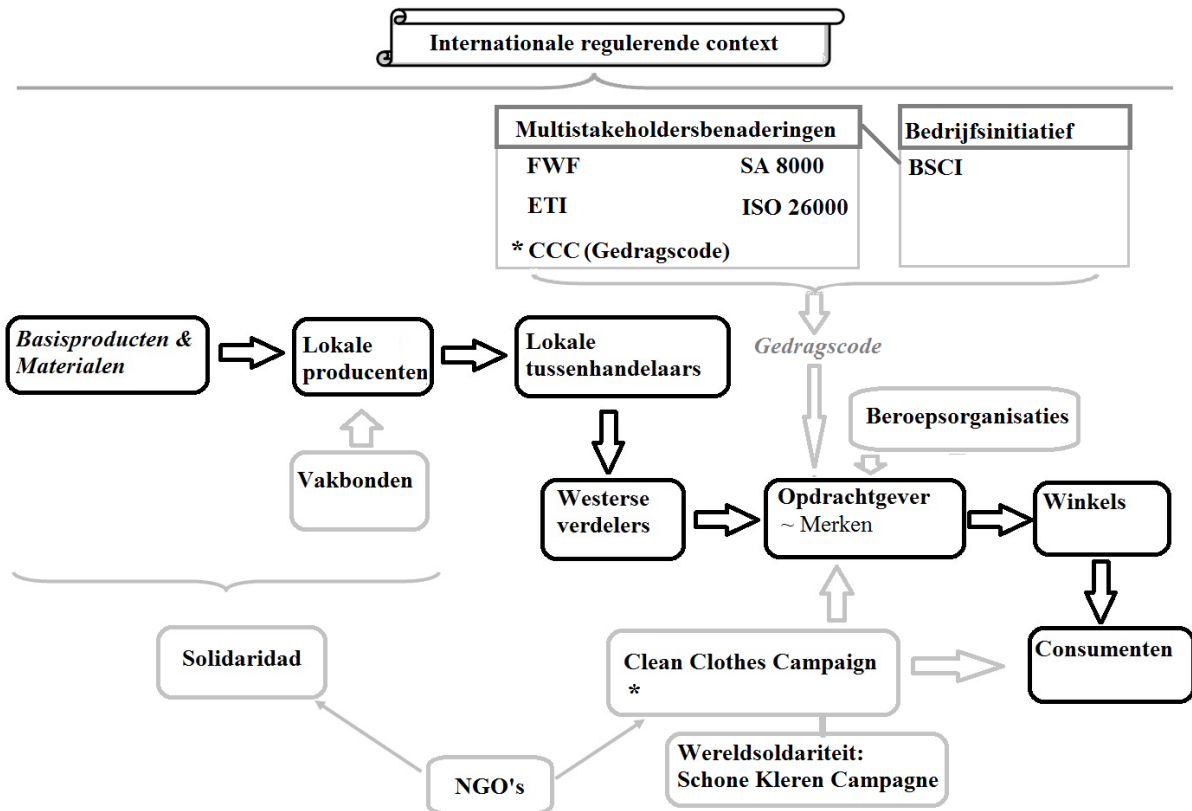 Internationale regulerende context
Multistakeholdersbenaderingen
Bedrijfsinitiatief
FWF
SA 8000
BSCI
ETI
ISO 26000
* CCC (Gedragscode)
Basisproducten &
Materialen
Lokale
producenten
Lokale
tussenhandelaars
Gedragscode
Beroepsorganisaties
Vakbonden
Westerse
verdelers
Opdrachtgever
~ Merken
Winkels
Solidaridad
Clean Clothes Campaign
*
Consumenten
Wereldsoldariteit:
Schone Kleren Campagne
NGO's